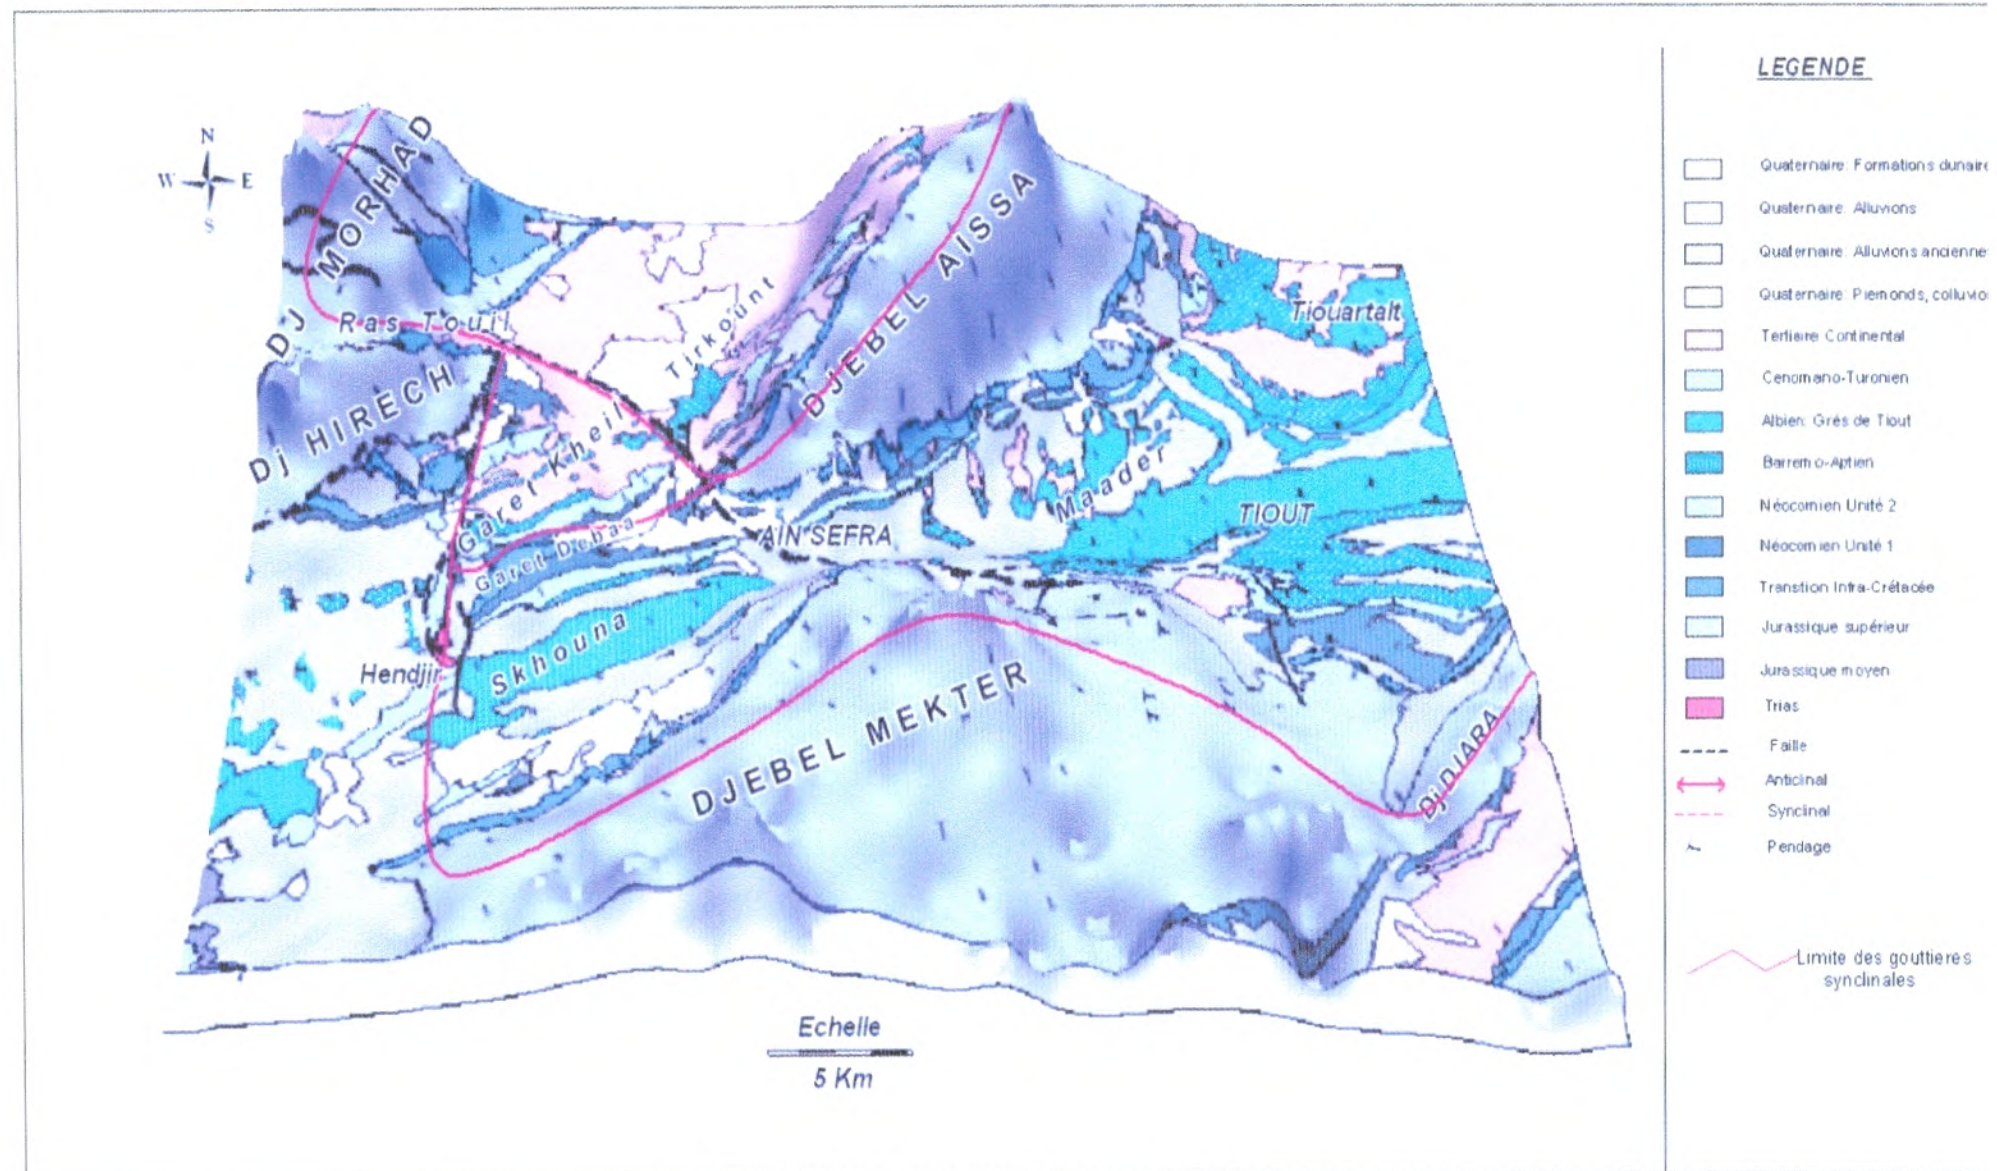 LEGENDE
Quaternaire: Formations dunaire
Quaternaire: Alluvions
Quaternaire: Alluvions ancienne
Quaternaire: Piemonds, colluvio
Tertiaire Continental
Cenomano-Turonien
Albien: Grés de Tiout
Barremo-Aptien
Néocomien Unité 2
Néocomien Unité 1
Transtion Infra-Crétacée
Jurassique supérieur
Jurassique moyen
Trias
Faille
Anticlinal
Synclinal
Pendage
Limite des gouttieres
synclinales
N
W E
S
DJ MORHAD
Ras Touil
Dj HIRECH
Tirkount
DJEBEL AISSA
Tiouartalt
Garet Kheil
Garet Debaa
AIN SEFRA
Maader
TIOUT
Hendjir
Skhouna
DJEBEL MEKTER
Dj DJARA
Echelle
5 Km